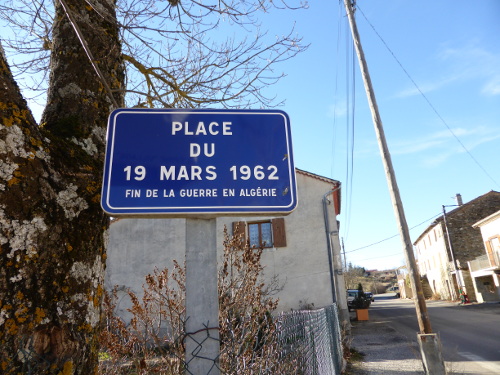 PLACE
DU
19 MARS 1962
FIN DE LA GUERRE EN ALGÉRIE